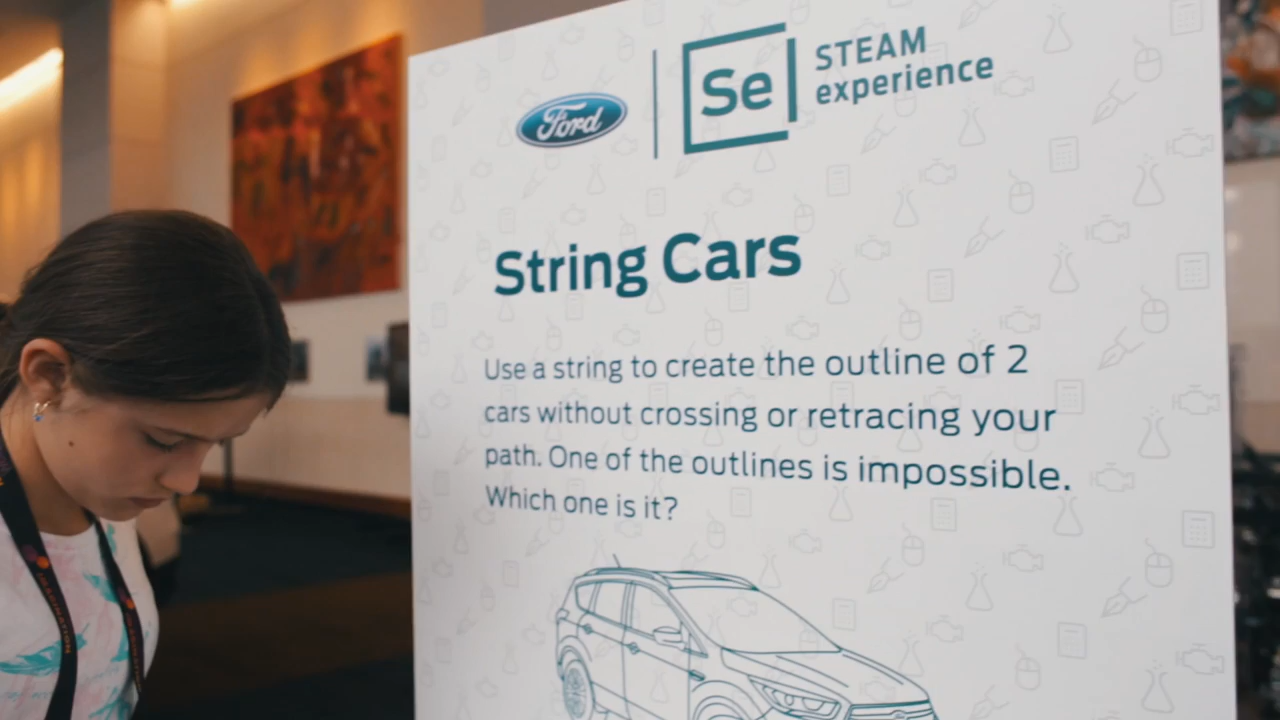 Ford
Se
STEAM
experience
String Cars
Use a string to create the outline of 2
cars without crossing or retracing your
path. One of the outlines is impossible.
Which one is it?